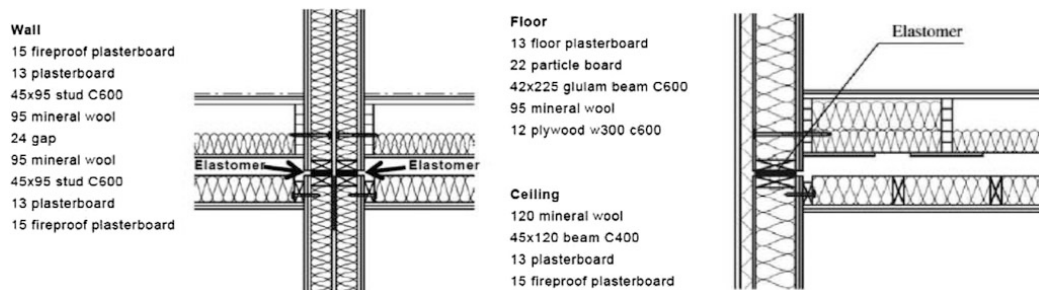 Wall
15 fireproof plasterboard
13 plasterboard
45x95 stud C600
95 mineral wool
24 gap
95 mineral wool
45x95 stud C600
13 plasterboard
15 fireproof plasterboard
Elastomer
Elastomer
Floor
13 floor plasterboard
22 particle board
42x225 glulam beam C600
95 mineral wool
12 plywood w300 c600
Ceiling
120 mineral wool
45x120 beam C400
13 plasterboard
15 fireproof plasterboard
Elastomer